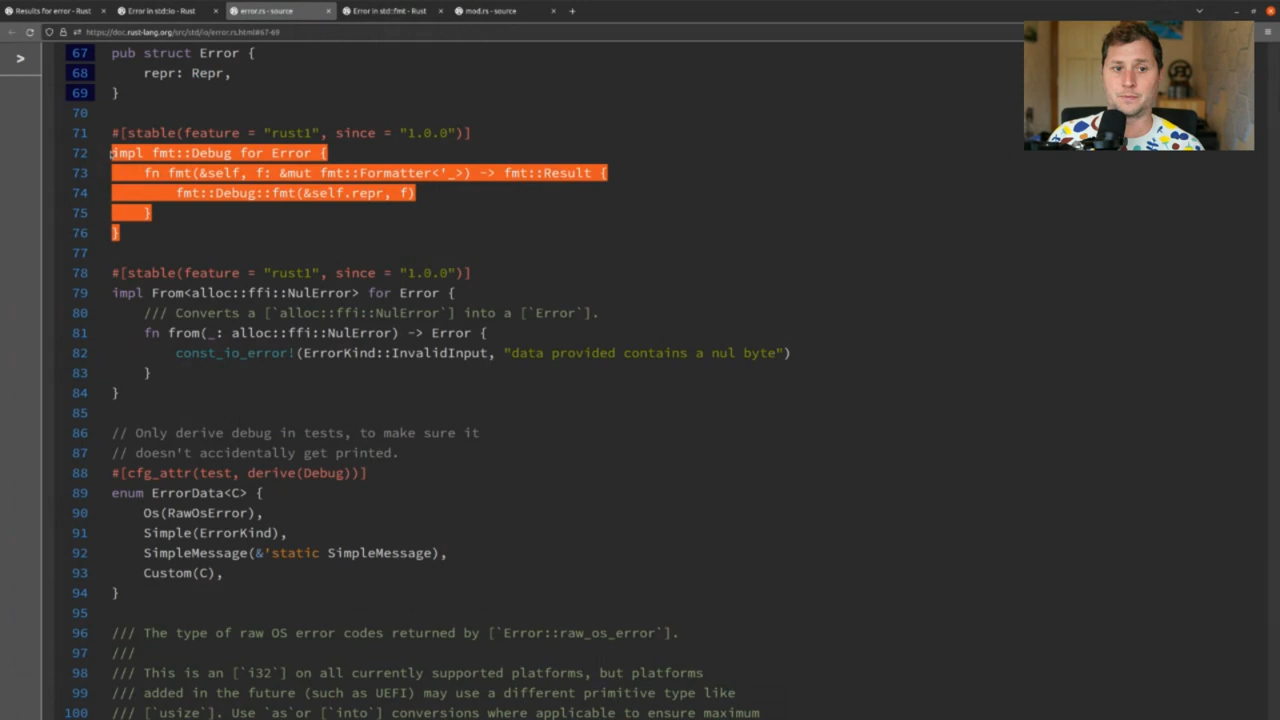 Results for error - Rust
Error in std::io - Rust
error.rs - source
Error in std::fmt - Rust
mod.rs - source
https://doc.rust-lang.org/src/std/io/error.rs.html#67-69
67 pub struct Error {
68 repr: Repr,
69 }
70
71 #[stable(feature = "rust1", since = "1.0.0")]
72 impl fmt::Debug for Error {
73 fn fmt(&self, f: &mut fmt::Formatter<'_>) -> fmt::Result {
74 fmt::Debug::fmt(&self.repr, f)
75 }
76 }
77
78 #[stable(feature = "rust1", since = "1.0.0")]
79 impl From<alloc::ffi::NulError> for Error {
80 /// Converts a [`alloc::ffi::NulError`] into a [`Error`].
81 fn from(_: alloc::ffi::NulError) -> Error {
82 const_io_error!(ErrorKind::InvalidInput, "data provided contains a nul byte")
83 }
84 }
85
86 // Only derive debug in tests, to make sure it
87 // doesn't accidentally get printed.
88 #[cfg_attr(test, derive(Debug))]
89 enum ErrorData<C> {
90 Os(RawOsError),
91 Simple(ErrorKind),
92 SimpleMessage(&'static SimpleMessage),
93 Custom(C),
94 }
95
96 /// The type of raw OS error codes returned by [`Error::raw_os_error`].
97 ///
98 /// This is an [`i32`] on all currently supported platforms, but platforms
99 /// added in the future (such as UEFI) may use a different primitive type like
100 /// [`usize`]. Use `as`or [`into`] conversions where applicable to ensure maximum